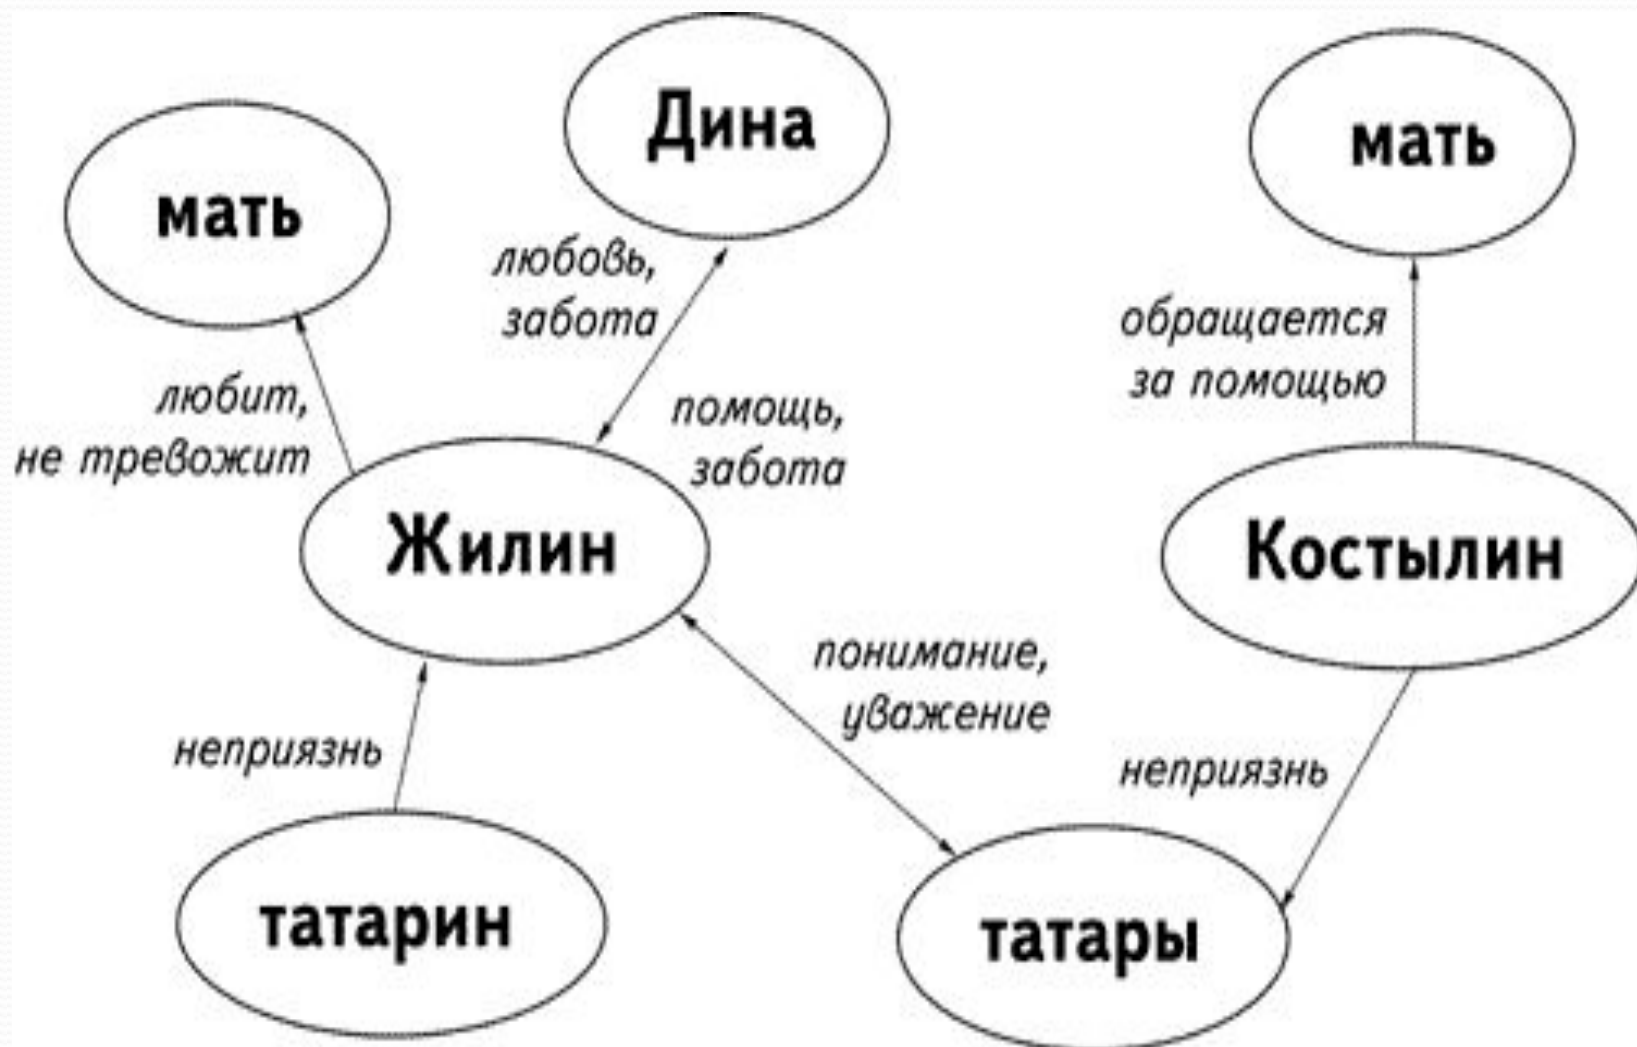 Дина
мать
мать
любовь,
забота
обращается
за помощью
любит,
не тревожит
помощь,
забота
Жилин
Костылин
понимание,
уважение
неприязнь
неприязнь
татарин
татары